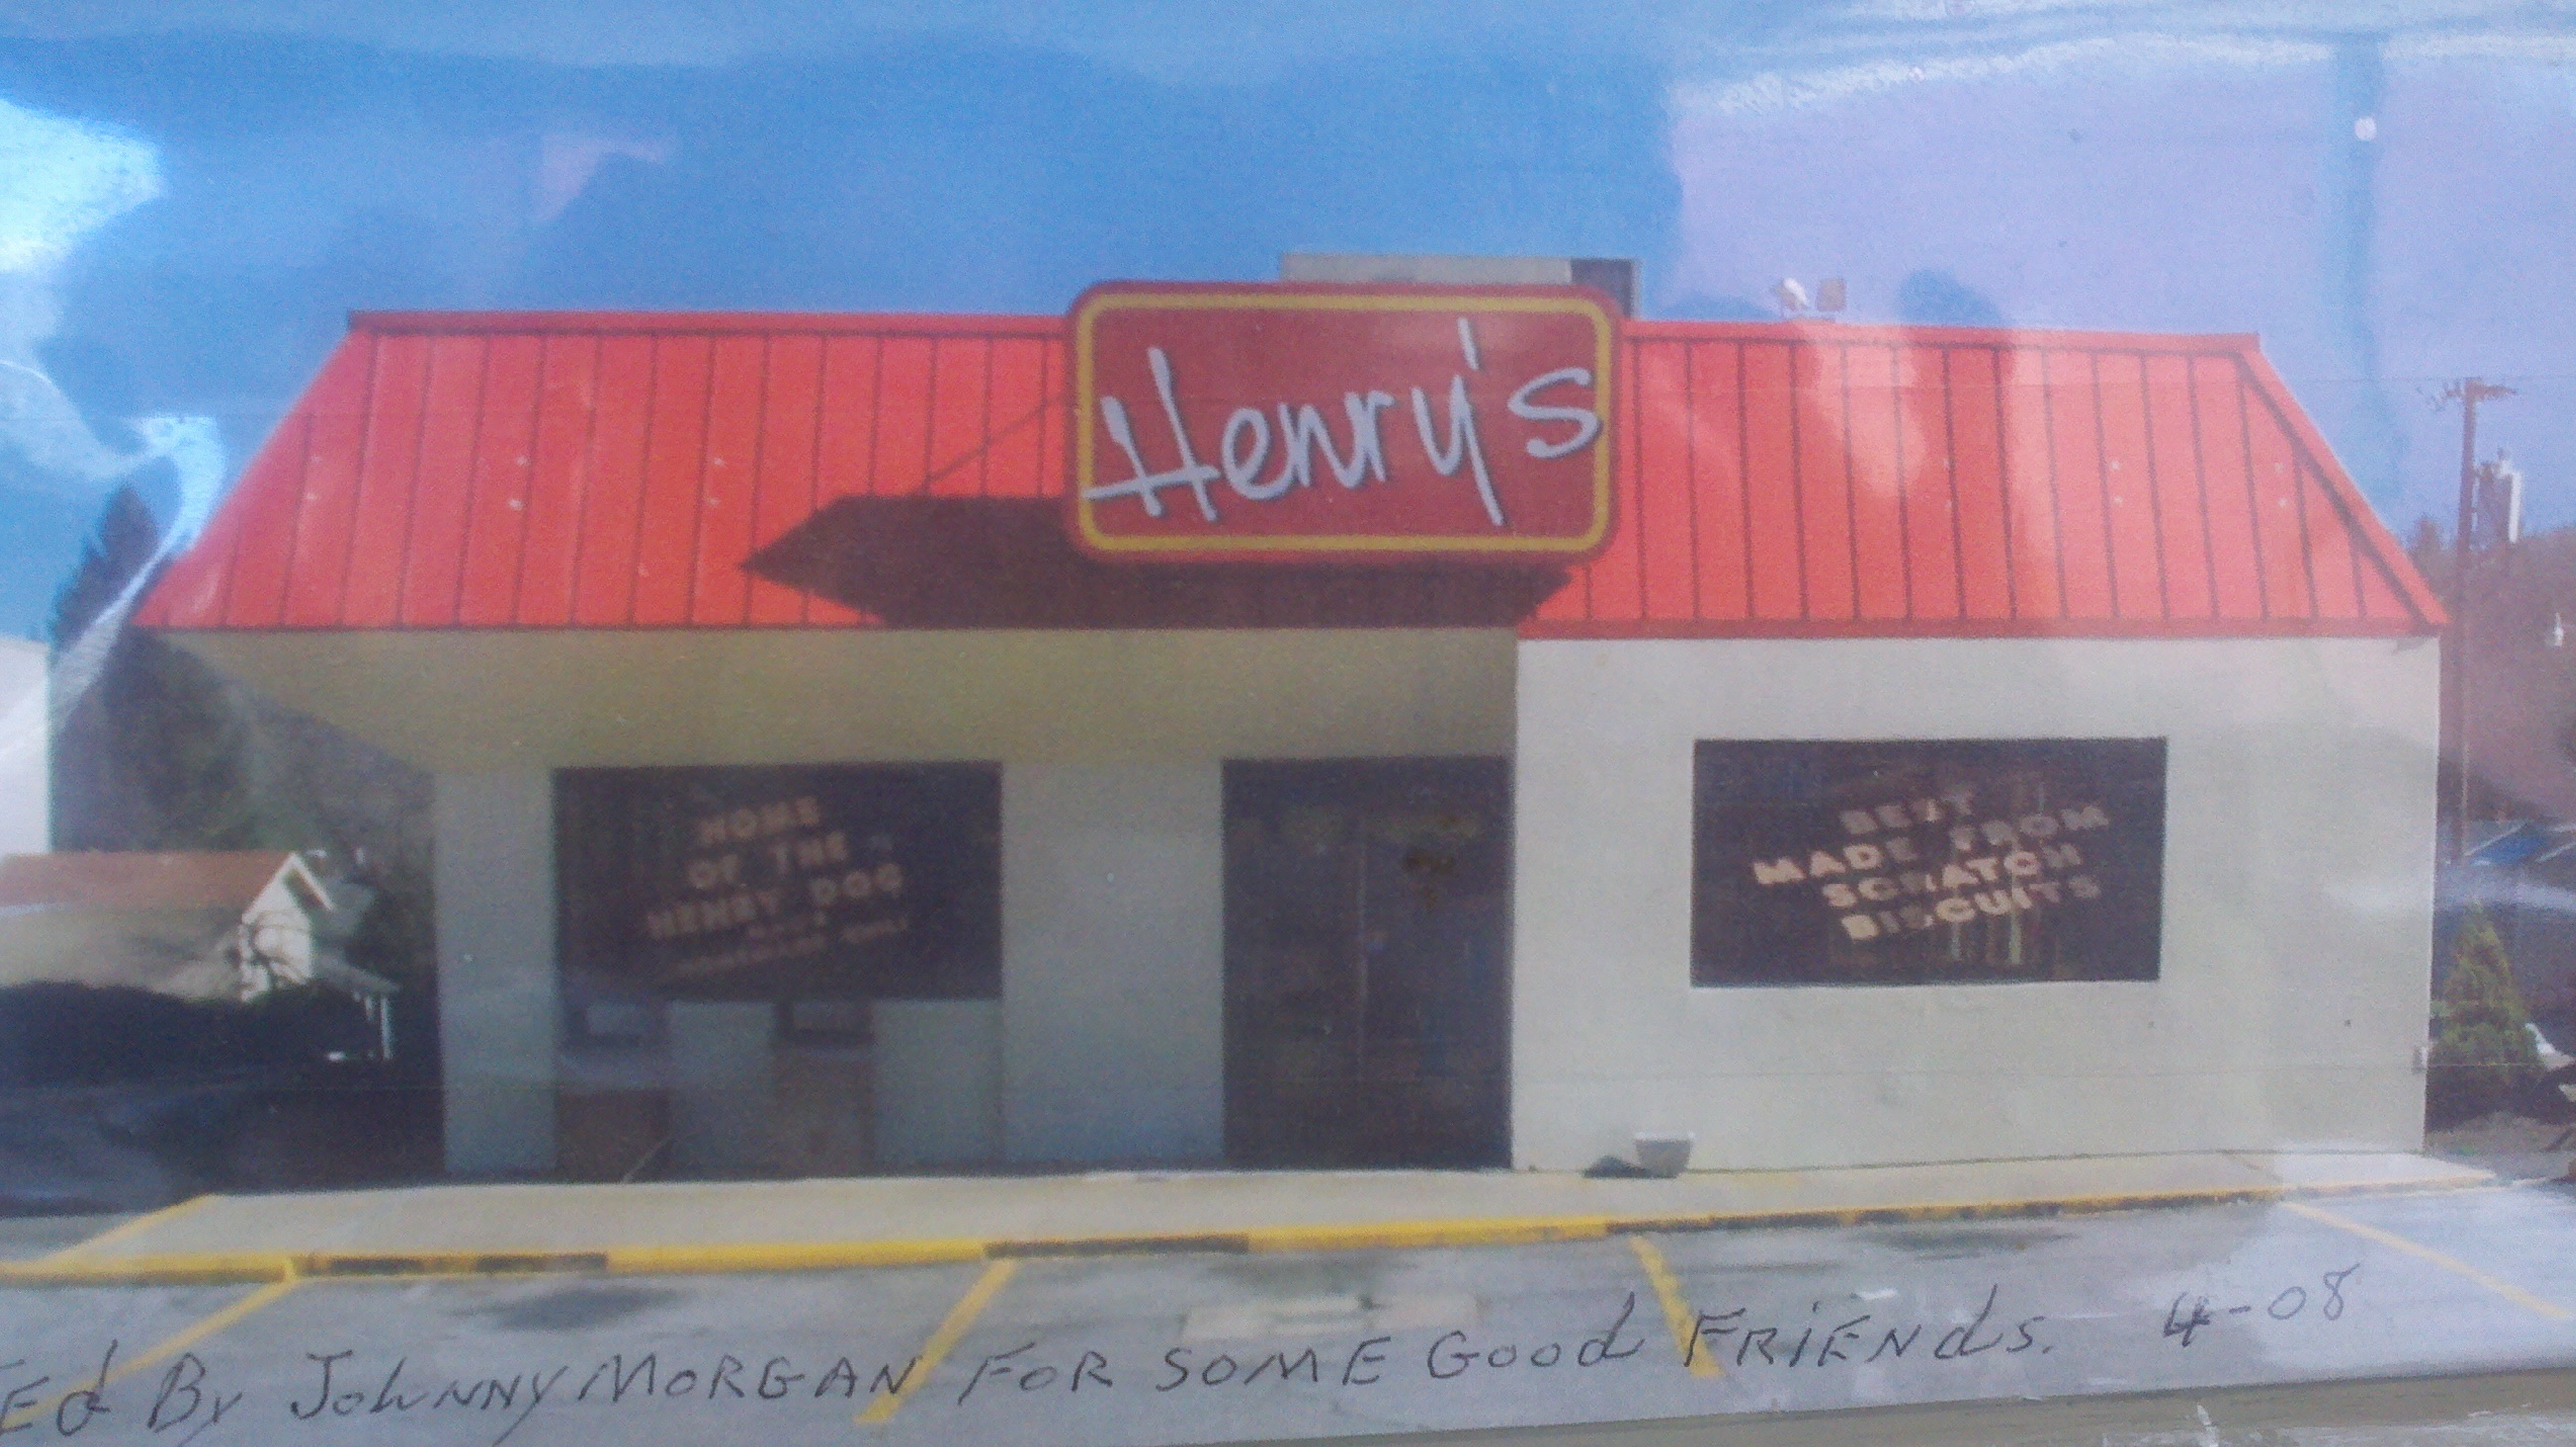 Henry's
HOME
OF THE
HENRY DOG
BEST
MADE FROM
SCRATCH
BISCUITS
Ed By JOHNNY MORGAN FOR SOME GOOd FRiENds. 4-08